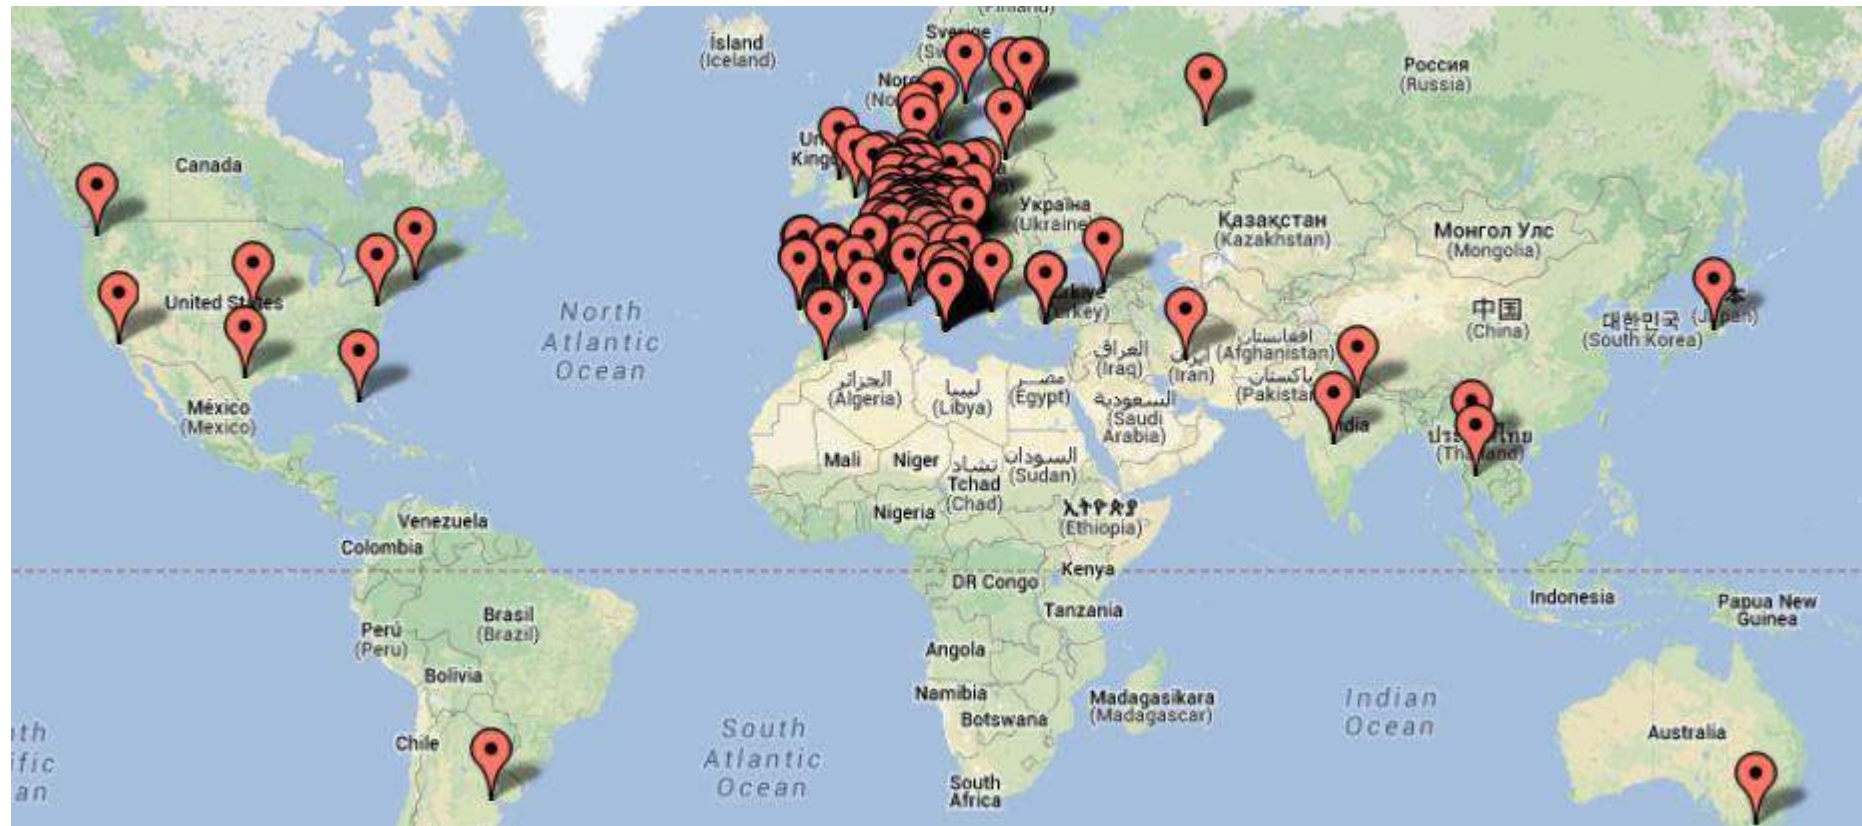 (Finland)
Ísland
(Iceland)
Россия
(Russia)
Canada
Україна
(Ukraine)
Қазақстан
(Kazakhstan)
Монгол Улс
(Mongolia)
United States
North
Atlantic
Ocean
中国
(China)
대한민국
(South Korea)
(Japan)
العراق
(Iraq)
ايران
(Iran)
افغانستان
(Afghanistan)
پاکستان
México
(Mexico)
الجزائر
(Algeria)
ليبيا
(Libya)
مصر
(Egypt)
السعودية
(Saudi
Arabia)
Mali
Niger
تشاد
Tchad
(Chad)
السودان
(Sudan)
Nigeria
ኢትዮጵያ
(Ethiopia)
Venezuela
Colombia
DR Congo
Kenya
Tanzania
Indonesia
Papua New
Guinea
Brasil
(Brazil)
Perú
(Peru)
Bolivia
Angola
Namibia
Botswana
Madagasikara
(Madagascar)
Indian
Ocean
Australia
Chile
South
Atlantic
Ocean
South
Africa